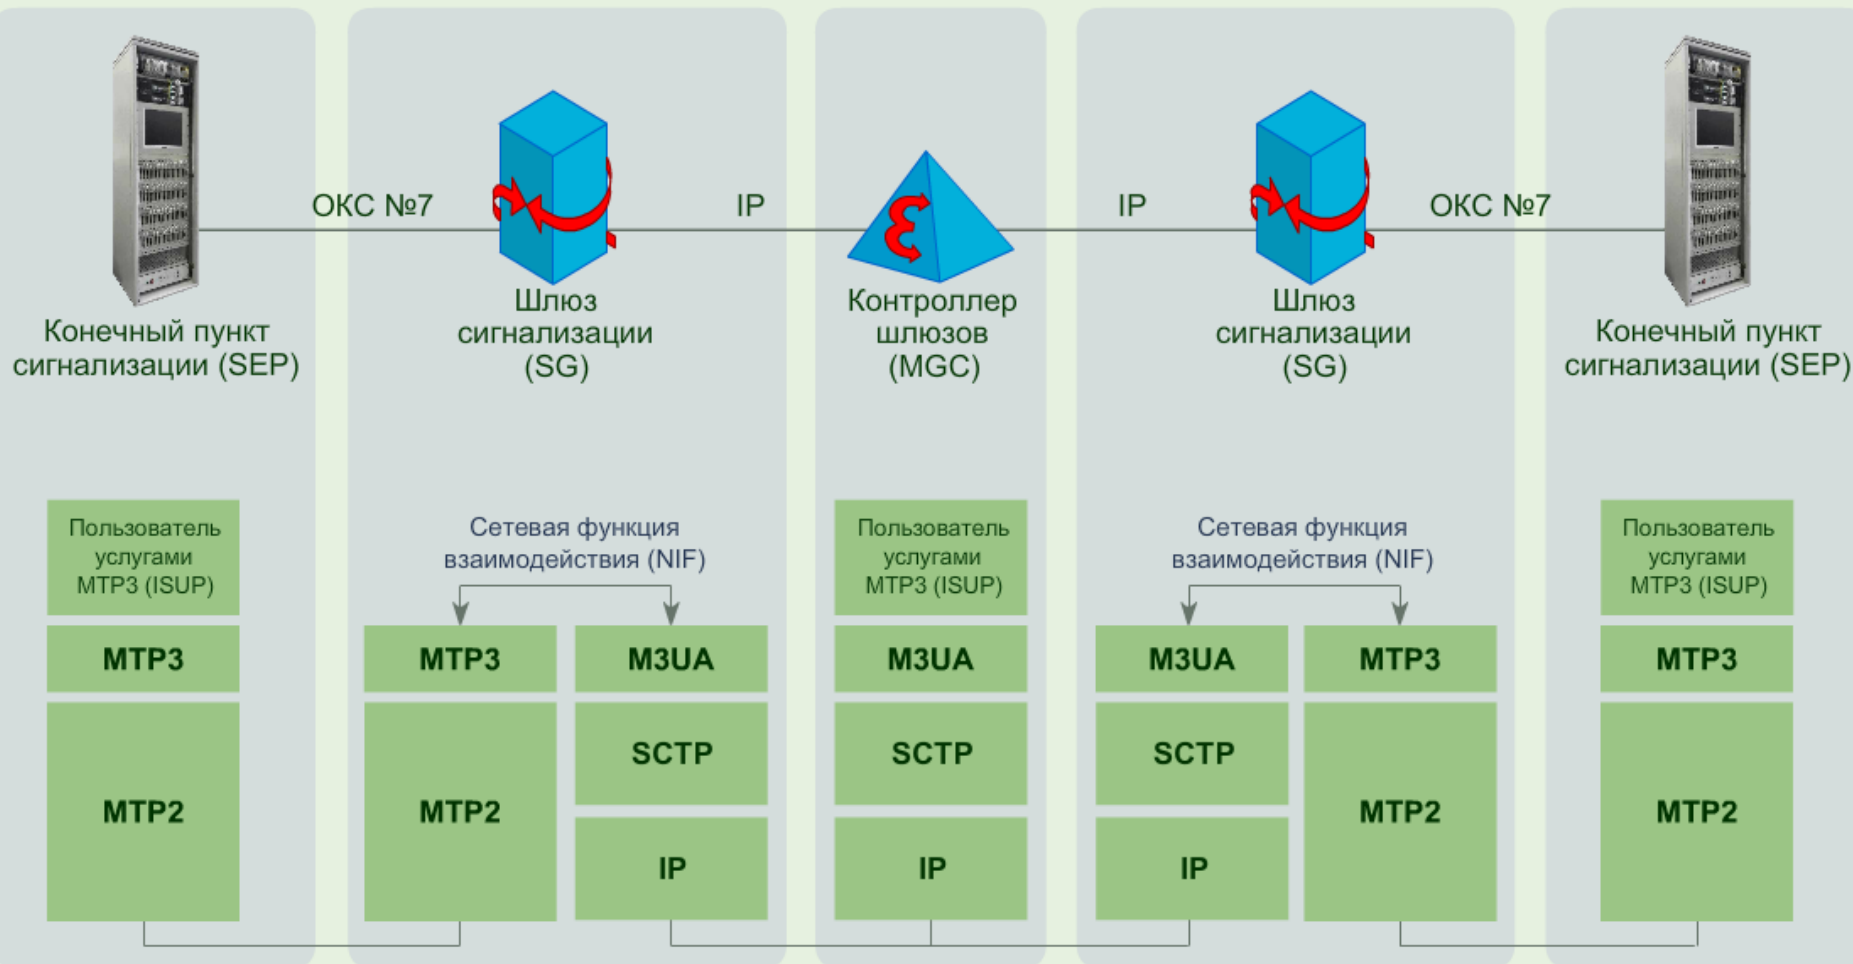 ОКС №7
IP
IP
ОКС №7
Конечный пункт
сигнализации (SEP)
Шлюз
сигнализации
(SG)
Контроллер
шлюзов
(MGC)
Шлюз
сигнализации
(SG)
Конечный пункт
сигнализации (SEP)
Пользователь
услугами
MTP3 (ISUP)
MTP3
MTP2
Сетевая функция
взаимодействия (NIF)
MTP3
MTP2
M3UA
SCTP
IP
Пользователь
услугами
MTP3 (ISUP)
M3UA
SCTP
IP
Сетевая функция
взаимодействия (NIF)
M3UA
SCTP
IP
MTP3
MTP2
Пользователь
услугами
MTP3 (ISUP)
MTP3
MTP2